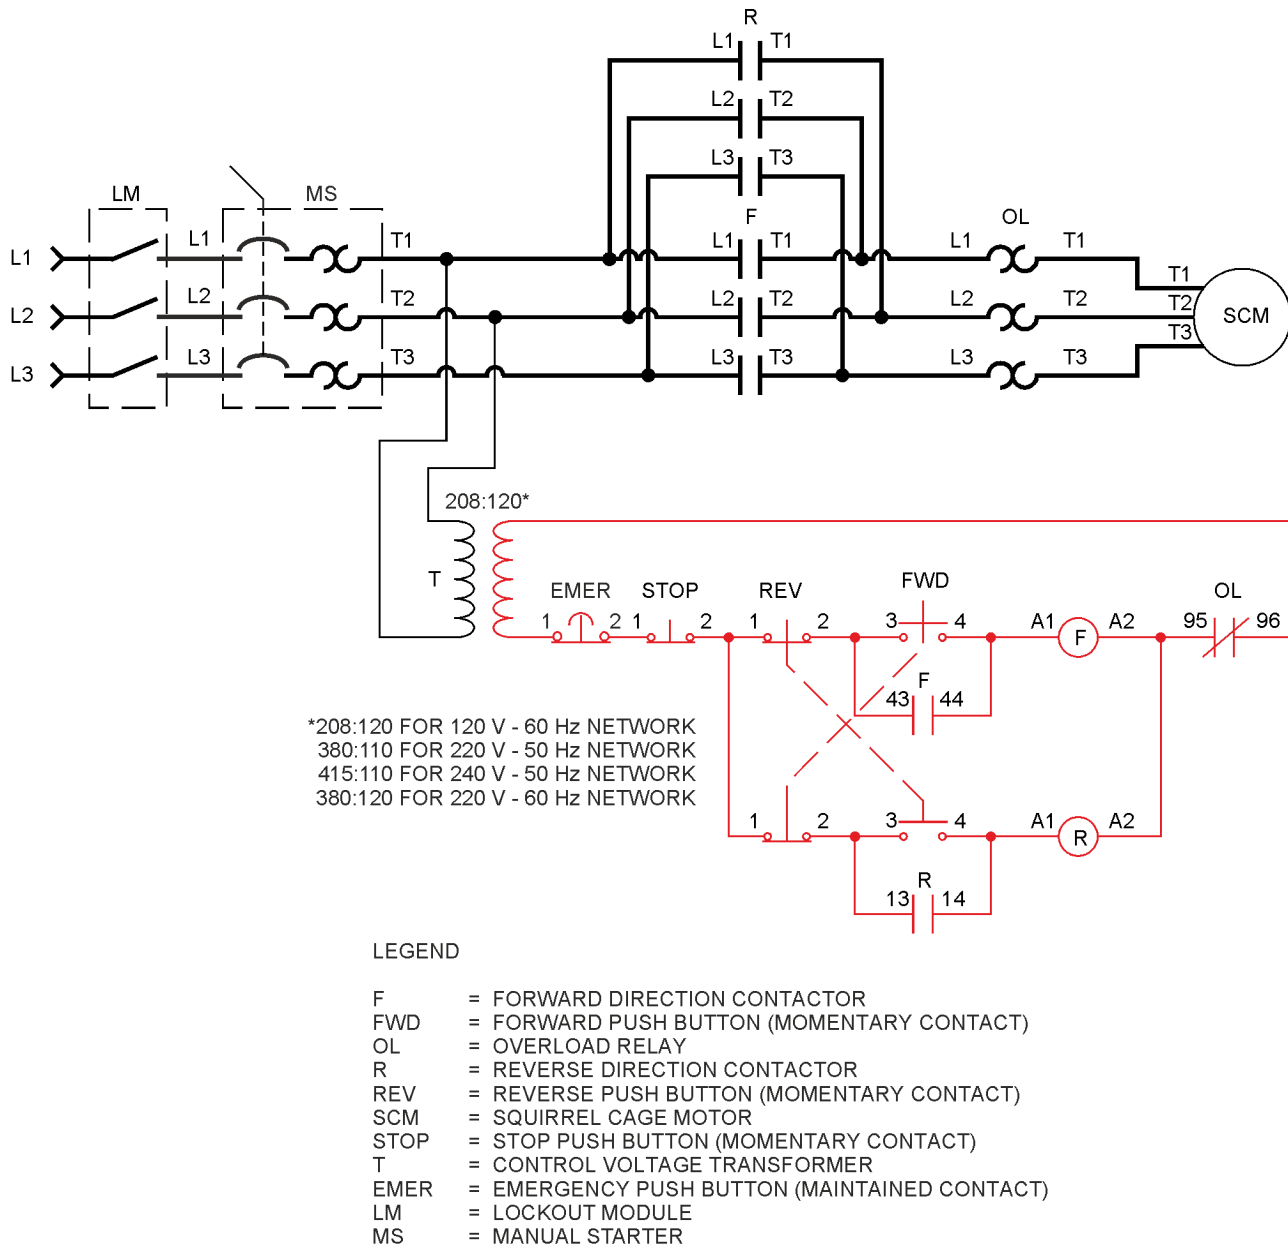 R
L1 T1
L2 T2
L3 T3
LM MS F OL
L1 L1 T1 L1 T1 L1 T1 T1
L2 L2 T2 L2 T2 L2 T2 T2 SCM
L3 L3 T3 L3 T3 L3 T3 T3
208:120*
T
EMER STOP REV FWD OL
1 2 1 2 1 2 3 4 A1 F A2 95 96
F
43 44
*208:120 FOR 120 V - 60 Hz NETWORK
380:110 FOR 220 V - 50 Hz NETWORK
415:110 FOR 240 V - 50 Hz NETWORK
380:120 FOR 220 V - 60 Hz NETWORK
1 2 3 4 A1 R A2
R
13 14
LEGEND
F = FORWARD DIRECTION CONTACTOR
FWD = FORWARD PUSH BUTTON (MOMENTARY CONTACT)
OL = OVERLOAD RELAY
R = REVERSE DIRECTION CONTACTOR
REV = REVERSE PUSH BUTTON (MOMENTARY CONTACT)
SCM = SQUIRREL CAGE MOTOR
STOP = STOP PUSH BUTTON (MOMENTARY CONTACT)
T = CONTROL VOLTAGE TRANSFORMER
EMER = EMERGENCY PUSH BUTTON (MAINTAINED CONTACT)
LM = LOCKOUT MODULE
MS = MANUAL STARTER